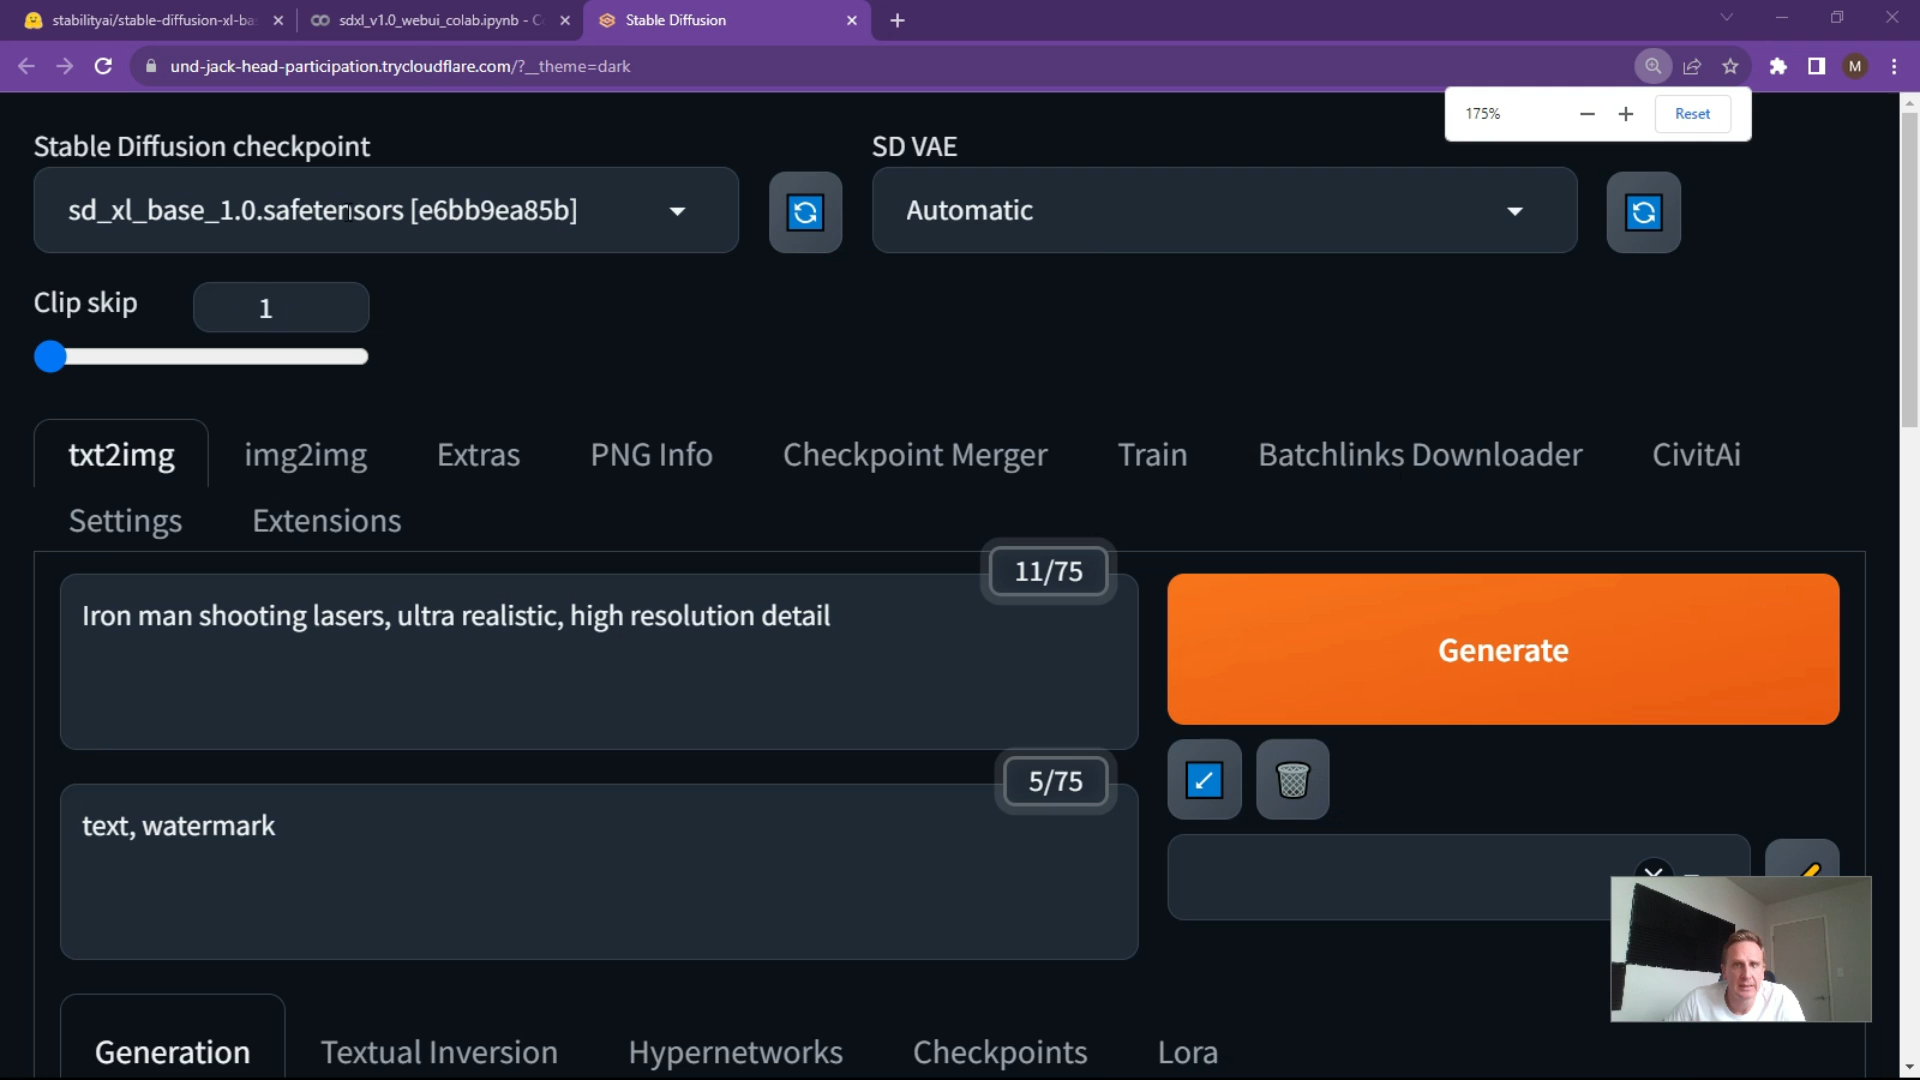 stabilityai/stable-diffusion-xl-ba
sdxl_v1.0_webui_colab.ipynb - C
Stable Diffusion
und-jack-head-participation.trycloudflare.com/?__theme=dark
M
175%
Reset
Stable Diffusion checkpoint
SD VAE
sd_xl_base_1.0.safetensors [e6bb9ea85b]
Automatic
Clip skip
1
txt2img
img2img
Extras
PNG Info
Checkpoint Merger
Train
Batchlinks Downloader
CivitAi
Settings
Extensions
11/75
Iron man shooting lasers, ultra realistic, high resolution detail
Generate
5/75
text, watermark
Generation
Textual Inversion
Hypernetworks
Checkpoints
Lora